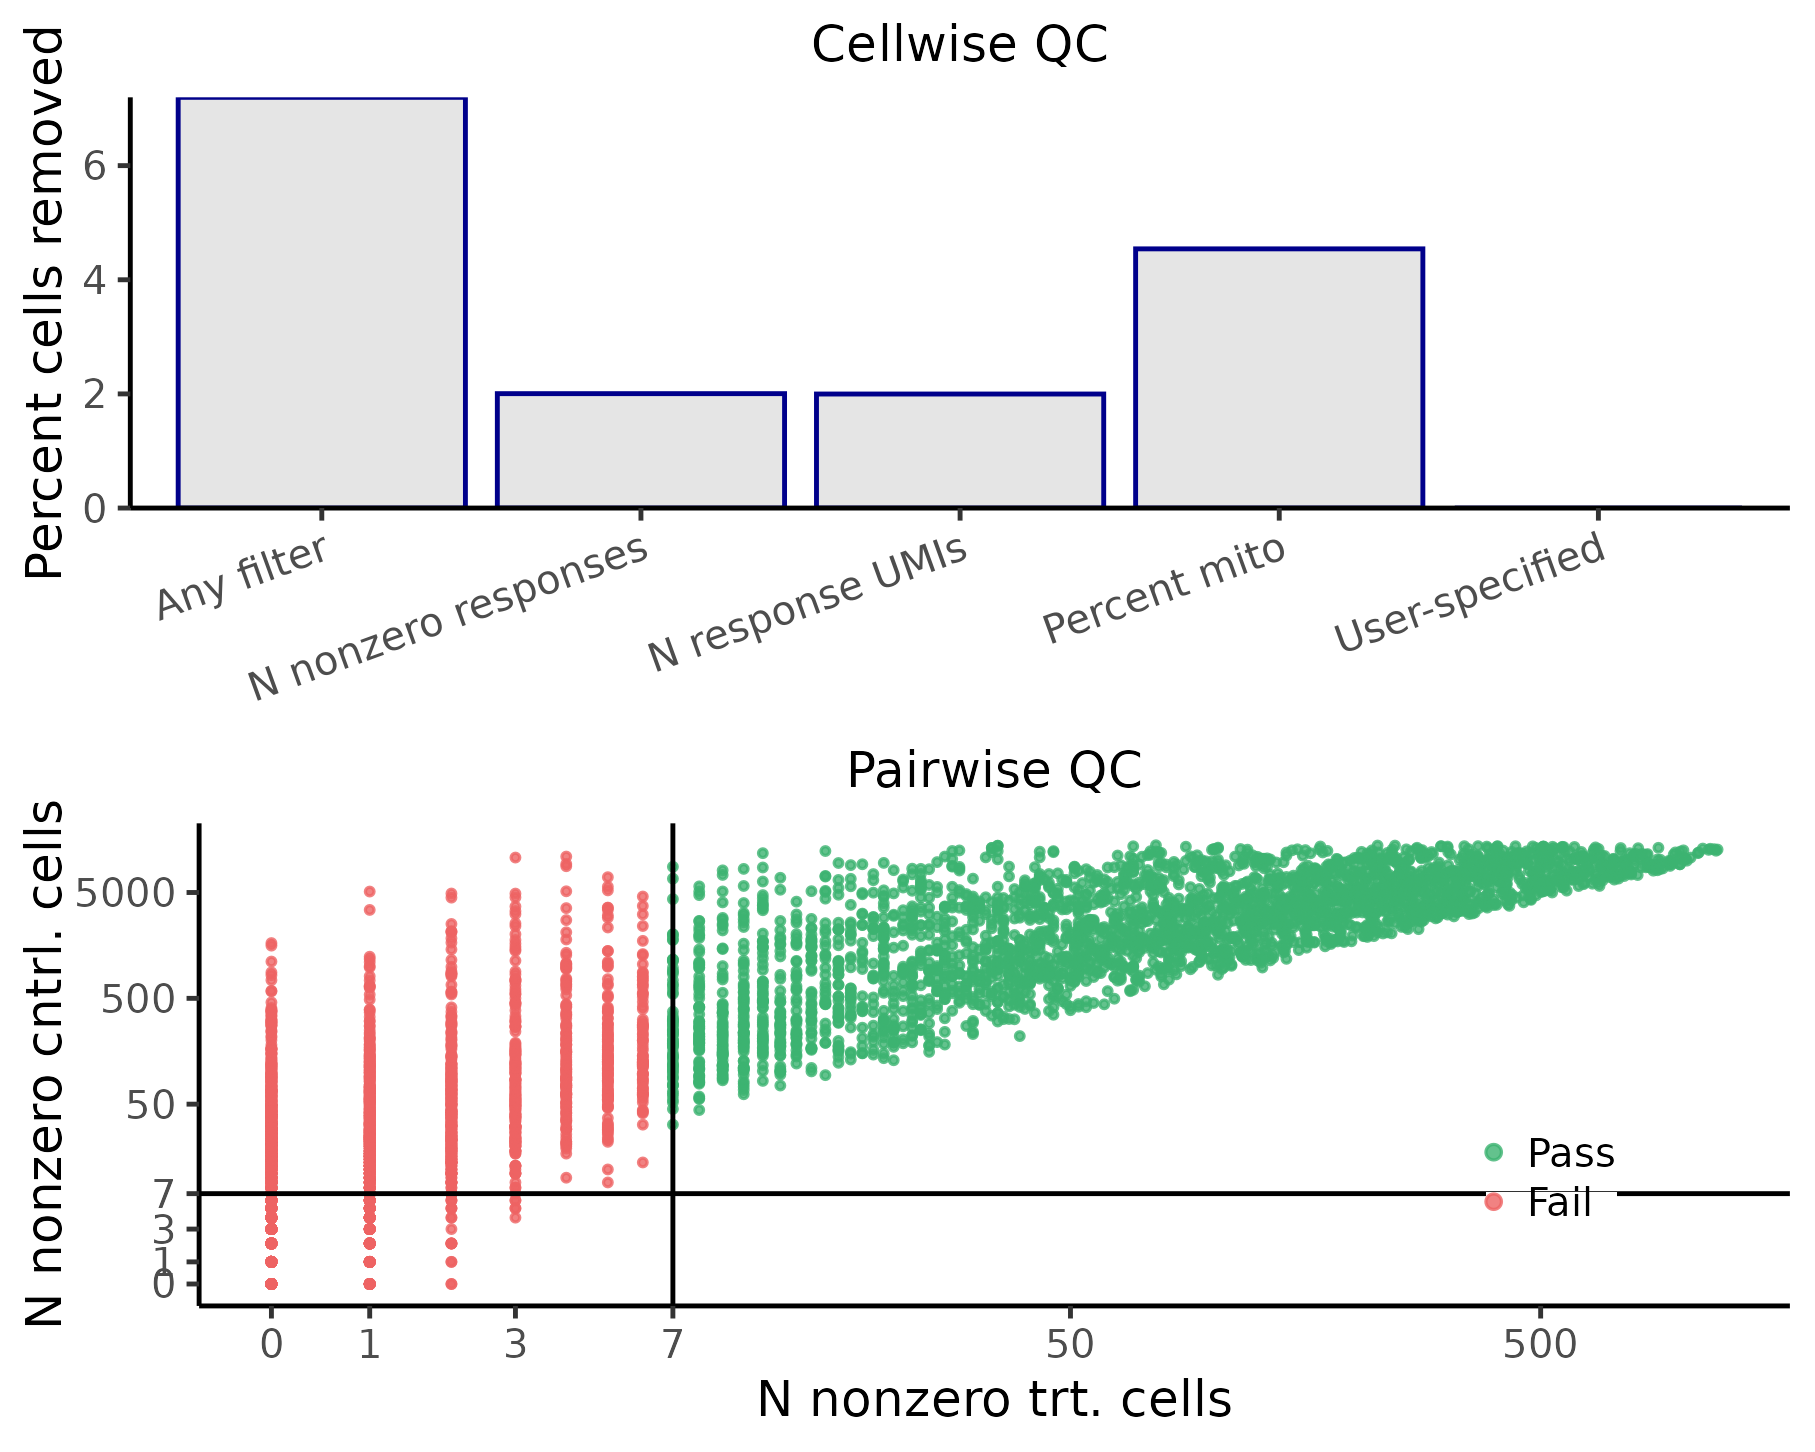 Cellwise QC
Percent cells removed
6
4
2
0
Any filter
N nonzero responses
N response UMIs
Percent mito
User-specified
Pairwise QC
N nonzero cntrl. cells
5000
500
50
7
3
1
0
Pass
Fail
0 1 3 7 50 500
N nonzero trt. cells